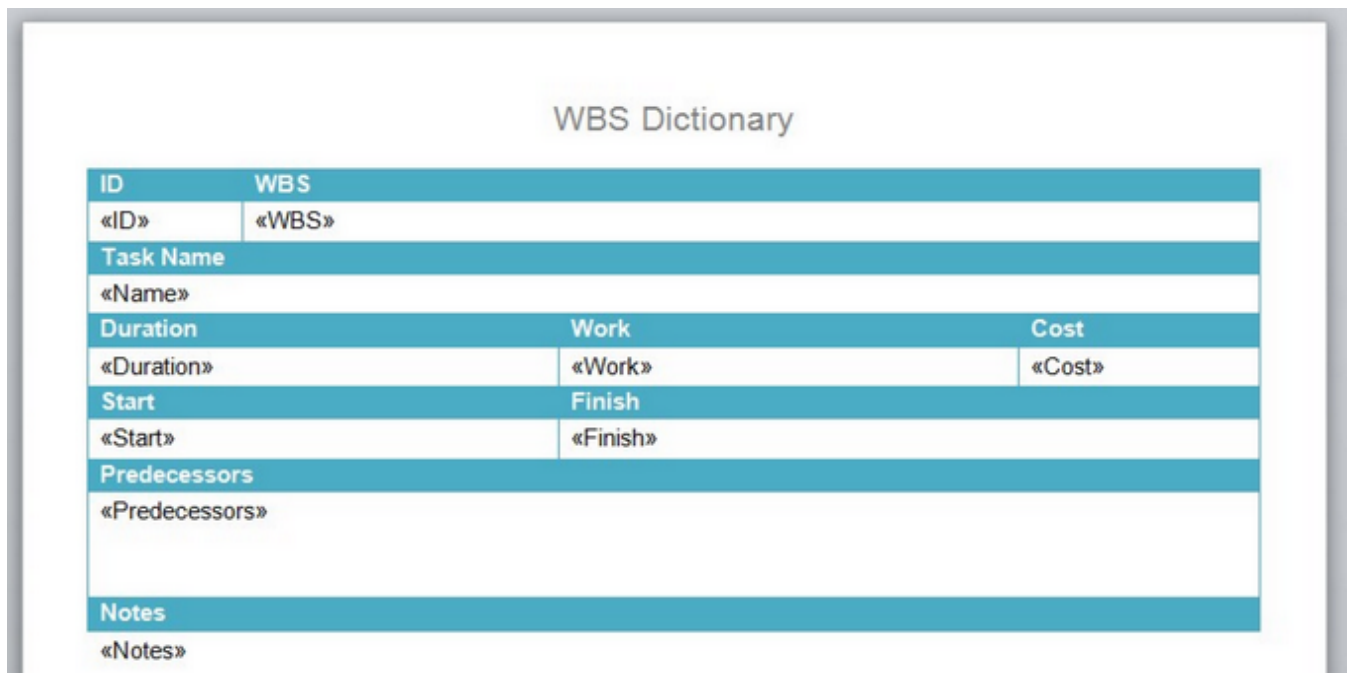 WBS Dictionary
ID WBS
«ID» «WBS»
Task Name
«Name»
Duration Work Cost
«Duration» «Work» «Cost»
Start Finish
«Start» «Finish»
Predecessors
«Predecessors»
Notes
«Notes»